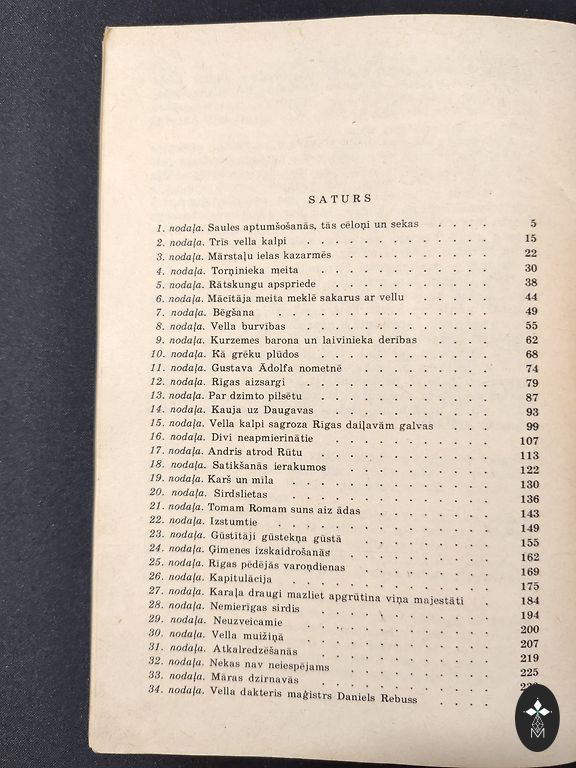 SATURS
1. nodaļa. Saules aptumšošanās, tās cēloņi un sekas . . . . 5
2. nodaļa. Trīs vella kalpi . . . . . . . . . . . 15
3. nodaļa. Mārstaļu ielas kazarmēs . . . . . . . . . 22
4. nodaļa. Torņinieka meita . . . . . . . . . . 30
5. nodaļa. Rātskungu apspriede . . . . . . . . . . 38
6. nodaļa. Mācītāja meita meklē sakarus ar vellu . . . . . 44
7. nodaļa. Bēgšana . . . . . . . . . . . 49
8. nodaļa. Vella burvības . . . . . . . . . . . 55
9. nodaļa. Kurzemes barona un laivinieka derības . . . . 62
10. nodaļa. Kā grēku plūdos . . . . . . . . . . 68
11. nodaļa. Gustava Ādolfa nometnē . . . . . . . . 74
12. nodaļa. Rīgas aizsargi . . . . . . . . . . . 79
13. nodaļa. Par dzimto pilsētu . . . . . . . . . . 87
14. nodaļa. Kauja uz Daugavas . . . . . . . . . 93
15. nodaļa. Vella kalpi sagroza Rīgas daiļavām galvas . . . . 99
16. nodaļa. Divi neapmierinātie . . . . . . . . . 107
17. nodaļa. Andris atrod Rūtu . . . . . . . . . 113
18. nodaļa. Satikšanās ierakumos . . . . . . . . . 122
19. nodaļa. Karš un mīla . . . . . . . . . . . 130
20. nodaļa. Sirdslietas . . . . . . . . . . . 136
21. nodaļa. Tomam Romam suns aiz ādas . . . . . . . 143
22. nodaļa. Izstumtie . . . . . . . . . . . 149
23. nodaļa. Gūstītāji gūstekņa gūstā . . . . . . . . 155
24. nodaļa. Ģimenes izskaidrošanās . . . . . . . . 162
25. nodaļa. Rīgas pēdējās varoņdienas . . . . . . . 169
26. nodaļa. Kapitulācija . . . . . . . . . . . 175
27. nodaļa. Karaļa draugi mazliet apgrūtina viņa majestāti . 184
28. nodaļa. Nemierīgas sirdis . . . . . . . . . . 194
29. nodaļa. Neuzveicamie . . . . . . . . . . 200
30. nodaļa. Vella muižiņā . . . . . . . . . . 207
31. nodaļa. Atkalredzēšanās . . . . . . . . . . 219
32. nodaļa. Nekas nav neiespējams . . . . . . . . 225
33. nodaļa. Māras dzirnavās . . . . . . . . .
34. nodaļa. Vella dakteris maģistrs Daniels Rebuss . . . .
M